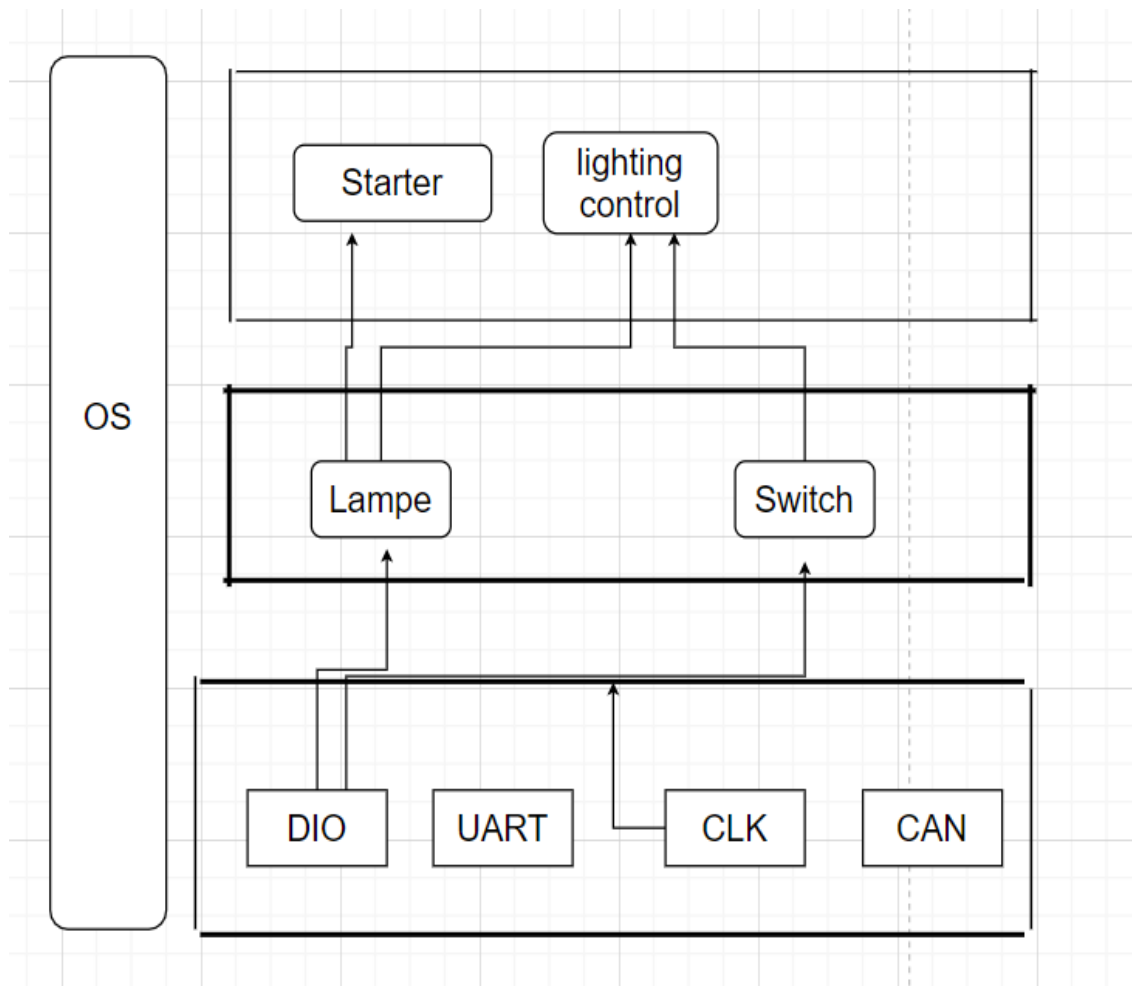 Starter
lighting
control
OS
Lampe
Switch
DIO
UART
CLK
CAN